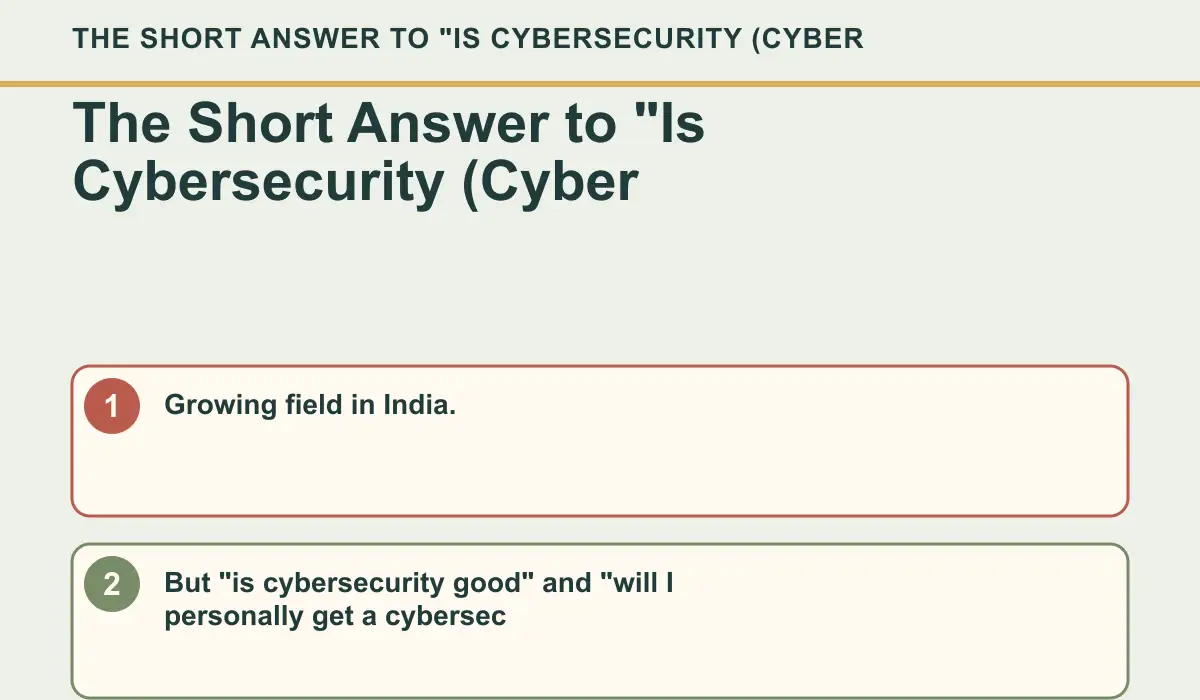 THE SHORT ANSWER TO "IS CYBERSECURITY (CYBER
The Short Answer to "Is
Cybersecurity (Cyber
1
Growing field in India.
2
But "is cybersecurity good" and "will I
personally get a cybersec